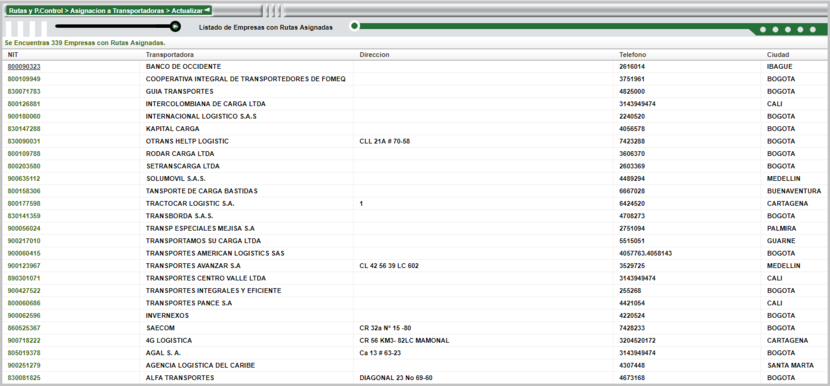 Rutas y P.Control > Asignacion a Transportadoras > Actualizar
Listado de Empresas con Rutas Asignadas
Se Encuentras 339 Empresas con Rutas Asignadas.
NIT Transportadora Direccion Telefono Ciudad
800090323 BANCO DE OCCIDENTE 2616014 IBAGUE
800109949 COOPERATIVA INTEGRAL DE TRANSPORTEDORES DE FOMEQ 3751961 BOGOTA
830071783 GUIA TRANSPORTES 4825000 BOGOTA
800126881 INTERCOLOMBIANA DE CARGA LTDA 3143949474 CALI
900180060 INTERNACIONAL LOGISTICO S.A.S 2240520 BOGOTA
830147288 KAPITAL CARGA 4056578 BOGOTA
830090031 OTRANS HELTP LOGISTIC CLL 21A # 70-58 7423288 BOGOTA
800109788 RODAR CARGA LTDA 3606370 BOGOTA
800203580 SETRANSCARGA LTDA 2603369 BOGOTA
900635112 SOLUMOVIL S.A.S. 4489294 MEDELLIN
800158306 TANSPORTE DE CARGA BASTIDAS 6667028 BUENAVENTURA
800177598 TRACTOCAR LOGISTIC S.A. 1 6424520 CARTAGENA
830141359 TRANSBORDA S.A.S. 4708273 BOGOTA
900056024 TRANSP ESPECIALES MEJISA S.A 2751094 PALMIRA
900217010 TRANSPORTAMOS SU CARGA LTDA 5515051 GUARNE
900060415 TRANSPORTES AMERICAN LOGISTICS SAS 4057763.4058143 BOGOTA
900123967 TRANSPORTES AVANZAR S.A CL 42 56 39 LC 602 3529725 MEDELLIN
890301071 TRANSPORTES CENTRO VALLE LTDA 3143949474 CALI
900427522 TRANSPORTES INTEGRALES Y EFICIENTE 255268 BOGOTA
800060686 TRANSPORTES PANCE S.A 4421054 CALI
900062596 INVERNEXOS 4220524 BOGOTA
860525367 SAECOM CR 32a N° 15 -80 7428233 BOGOTA
900718222 4G LOGISTICA CR 56 KM3- 82LC MAMONAL 3204520172 CARTAGENA
805019378 AGAL S. A. Ca 13 # 63-23 3143949474 BOGOTA
900251279 AGENCIA LOGISTICA DEL CARIBE 4307448 SANTA MARTA
830081825 ALFA TRANSPORTES DIAGONAL 23 No 69-60 4673168 BOGOTA